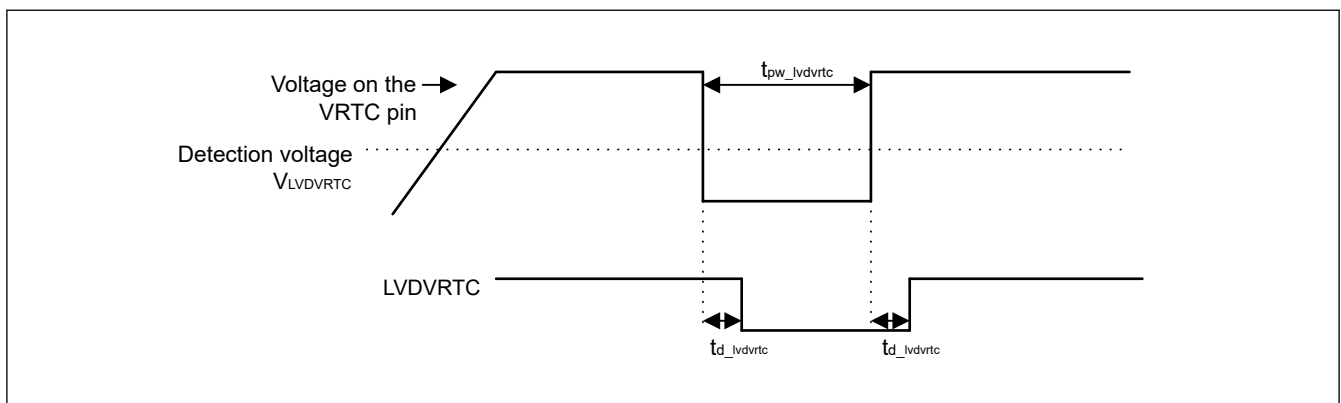 Voltage on the
VRTC pin
tpw_lvdvrtc
Detection voltage
VLVDVRTC
LVDVRTC
td_lvdvrtc
td_lvdvrtc